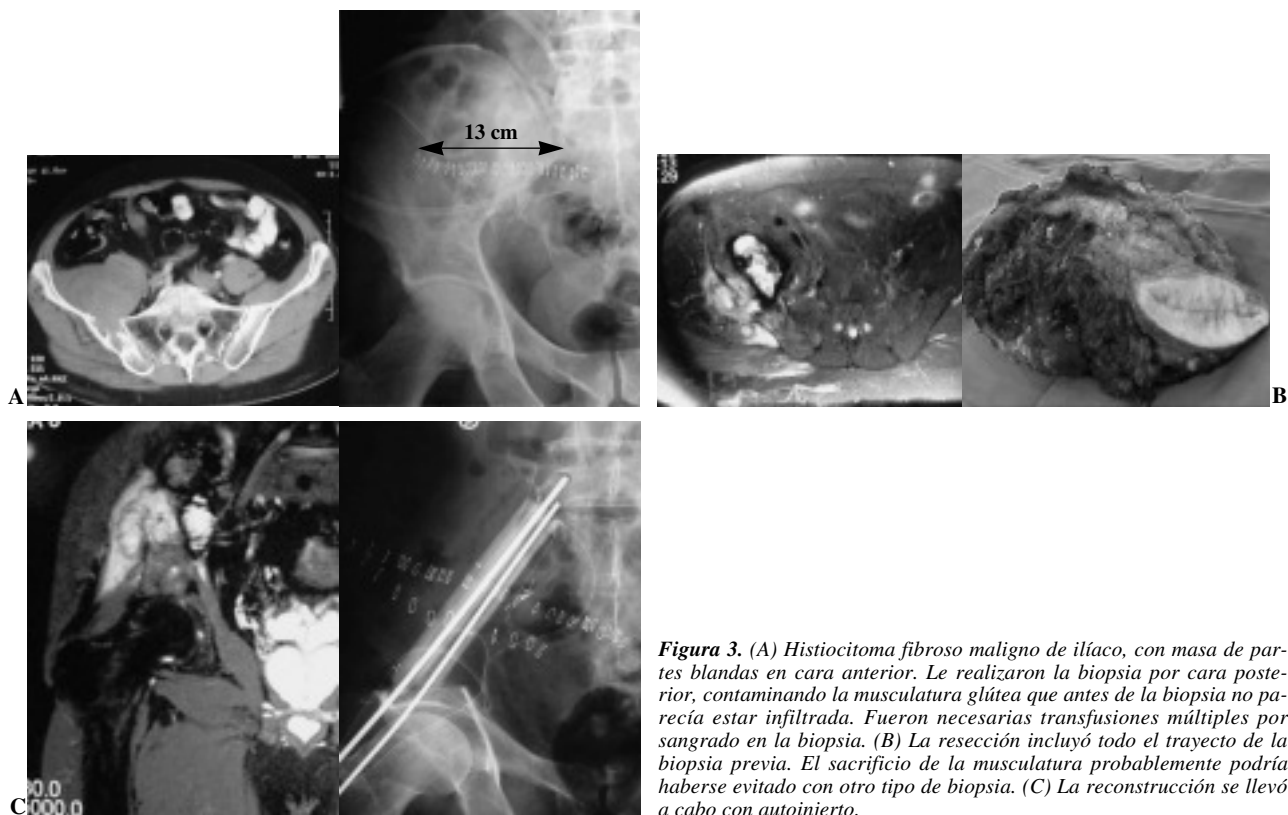 13 cm
A
B
C
Figura 3. (A) Histiocitoma fibroso maligno de ilíaco, con masa de par-
tes blandas en cara anterior. Le realizaron la biopsia por cara poste-
rior, contaminando la musculatura glútea que antes de la biopsia no pa-
recía estar infiltrada. Fueron necesarias transfusiones múltiples por
sangrado en la biopsia. (B) La resección incluyó todo el trayecto de la
biopsia previa. El sacrificio de la musculatura probablemente podría
haberse evitado con otro tipo de biopsia. (C) La reconstrucción se llevó
a cabo con autoinjerto.